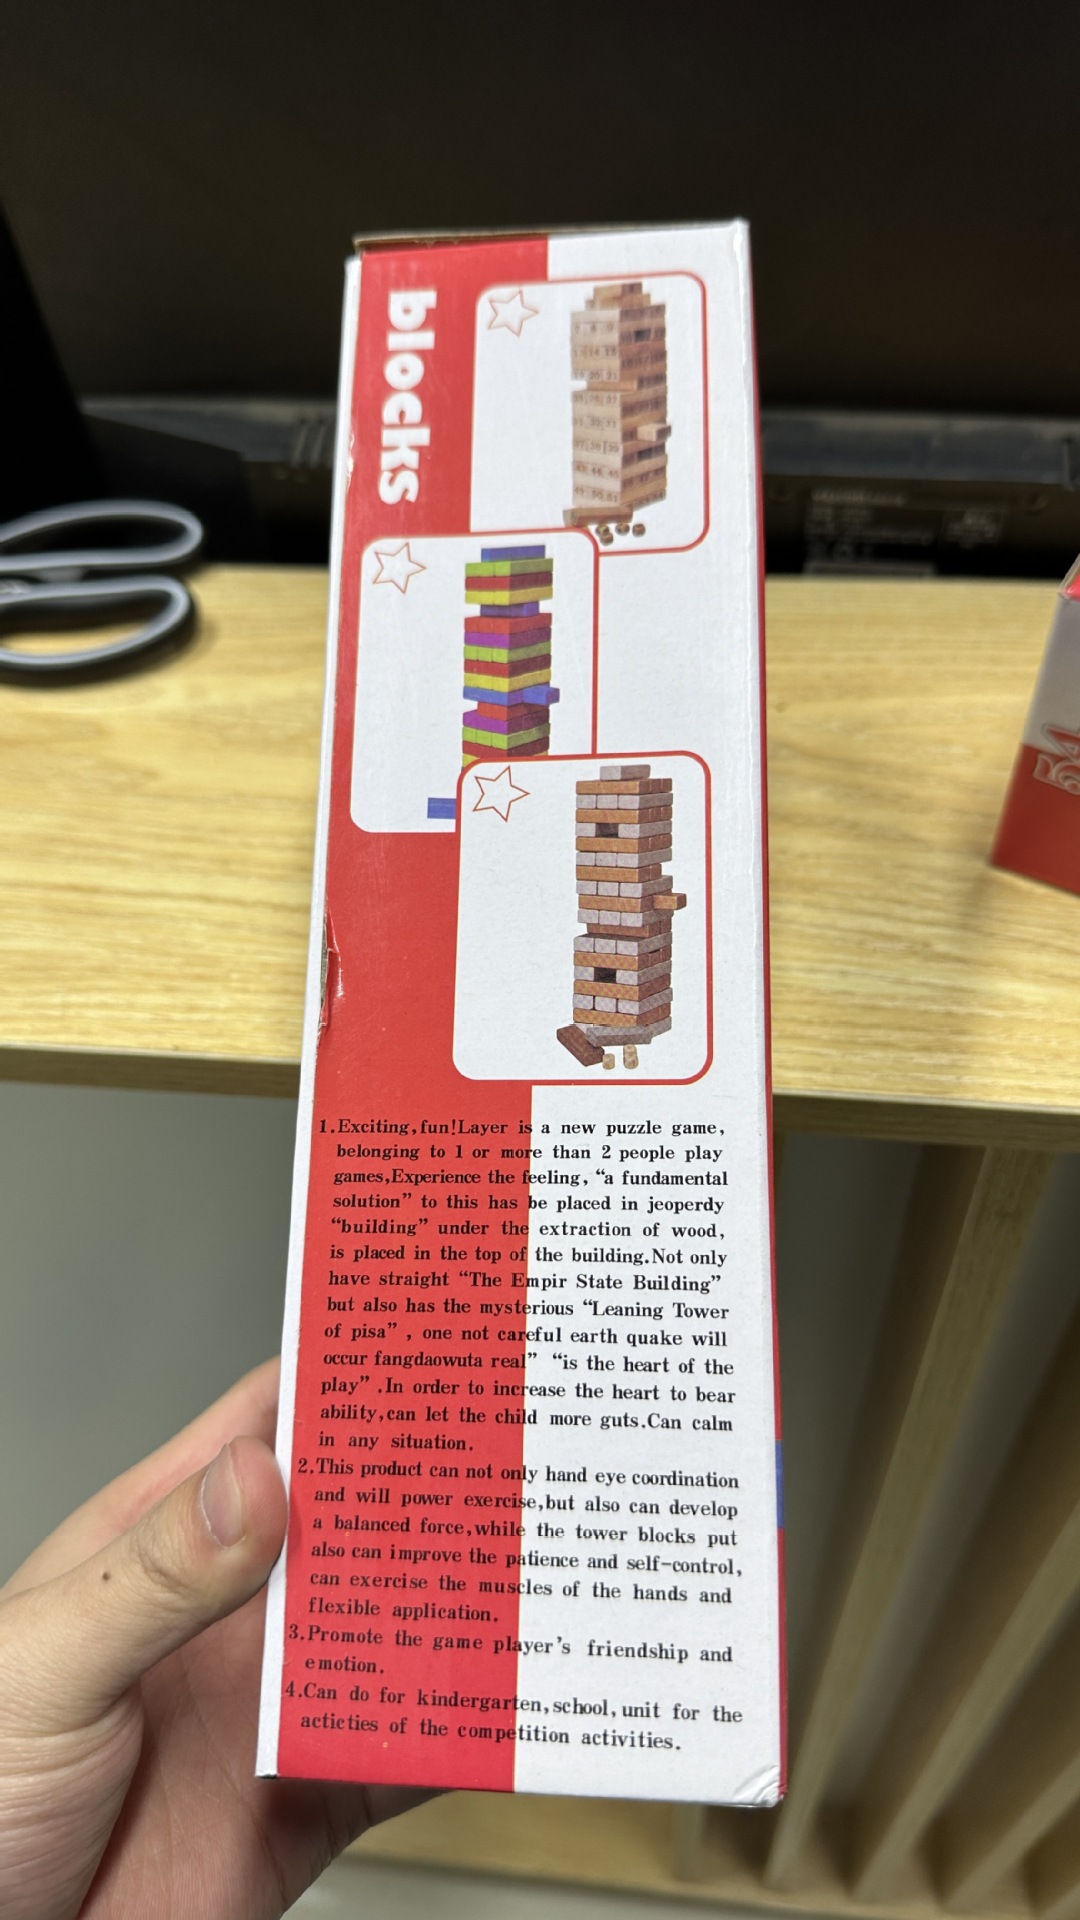 blocks
1.Exciting,fun!Layer is a new puzzle game,
belonging to 1 or more than 2 people play
games,Experience the feeling, “a fundamental
solution” to this has be placed in jeoperdy
“building” under the extraction of wood,
is placed in the top of the building.Not only
have straight “The Empir State Building”
but also has the mysterious “Leaning Tower
of pisa” , one not careful earth quake will
occur fangdaowuta real” “is the heart of the
play” .In order to increase the heart to bear
ability,can let the child more guts.Can calm
in any situation.
2.This product can not only hand eye coordination
and will power exercise,but also can develop
a balanced force,while the tower blocks put
also can improve the patience and self-control,
can exercise the muscles of the hands and
flexible application.
3.Promote the game player’s friendship and
emotion.
4.Can do for kindergarten,school,unit for the
acticties of the competition activities.
54